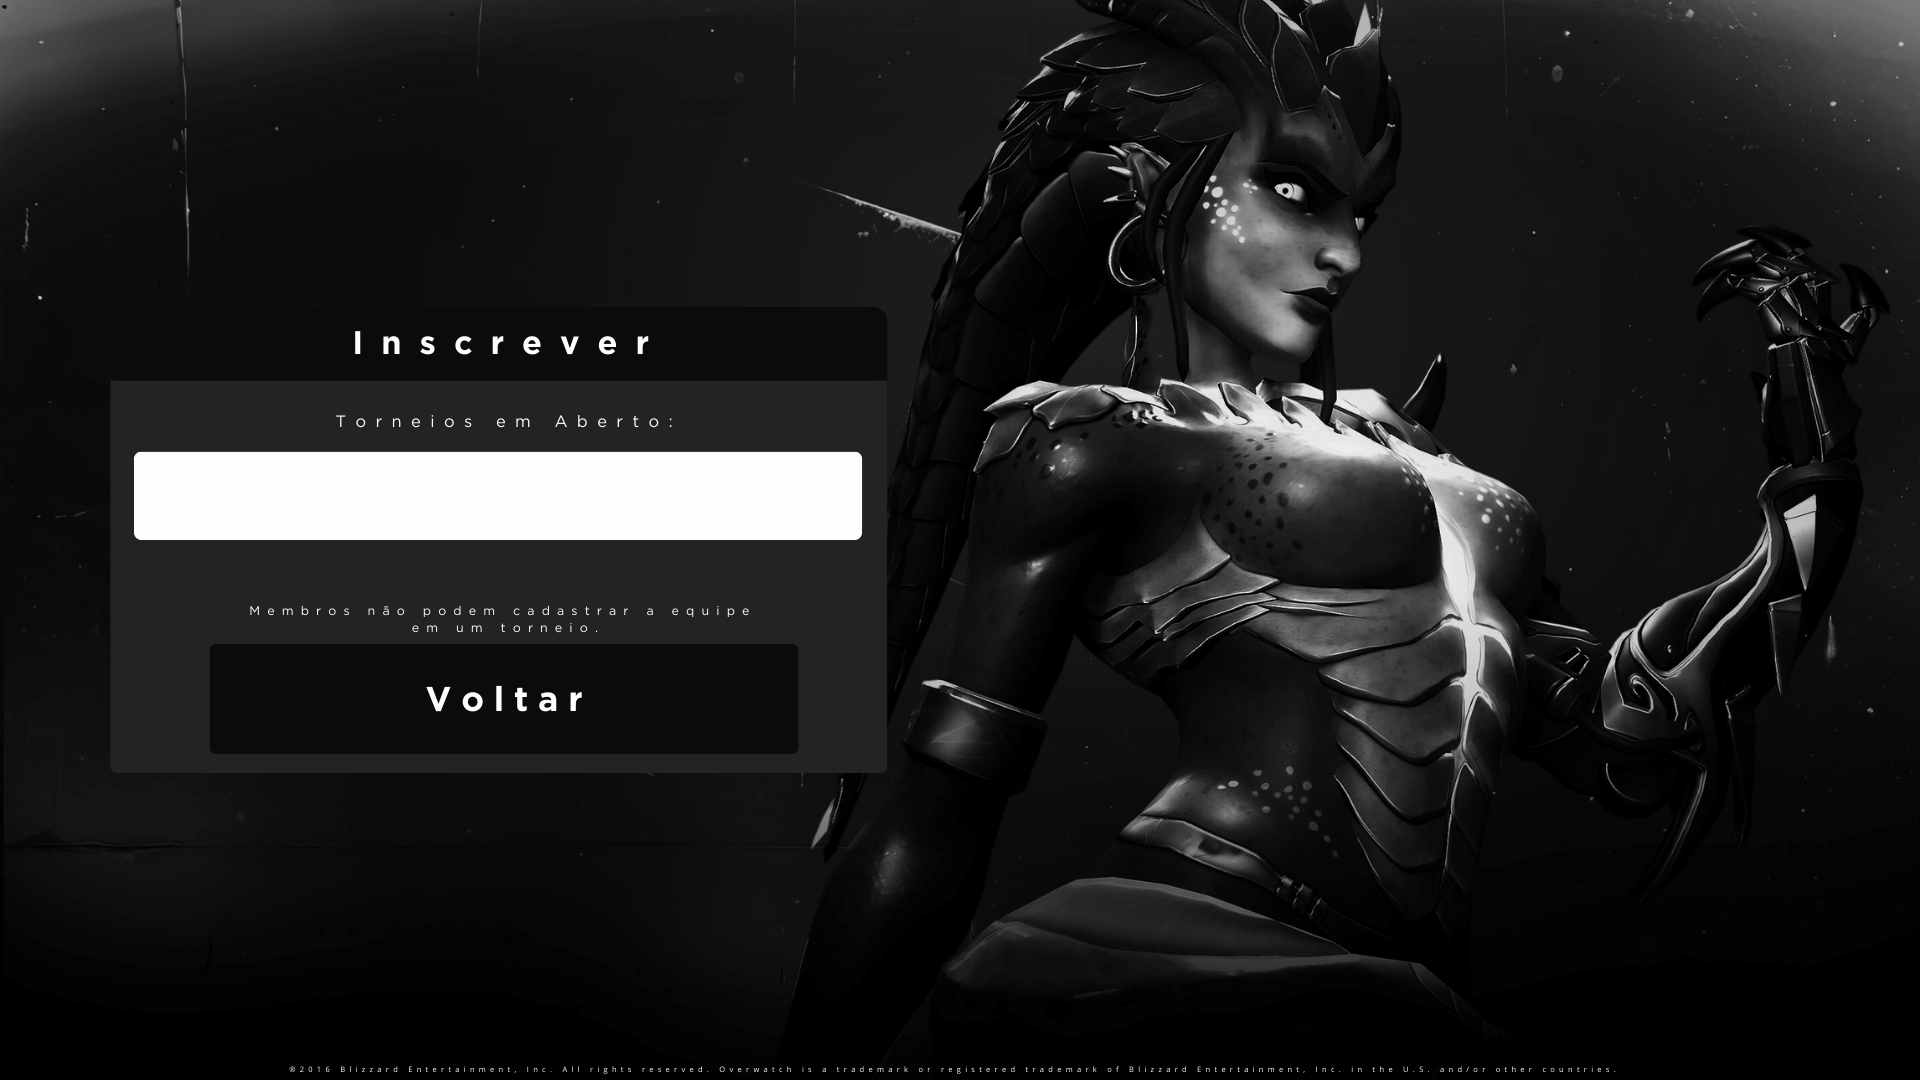 Inscrever
Torneios em Aberto:
Membros não podem cadastrar a equipe
em um torneio.
Voltar
©2016 Blizzard Entertainment, Inc. All rights reserved. Overwatch is a trademark or registered trademark of Blizzard Entertainment, Inc. in the U.S. and/or other countries.